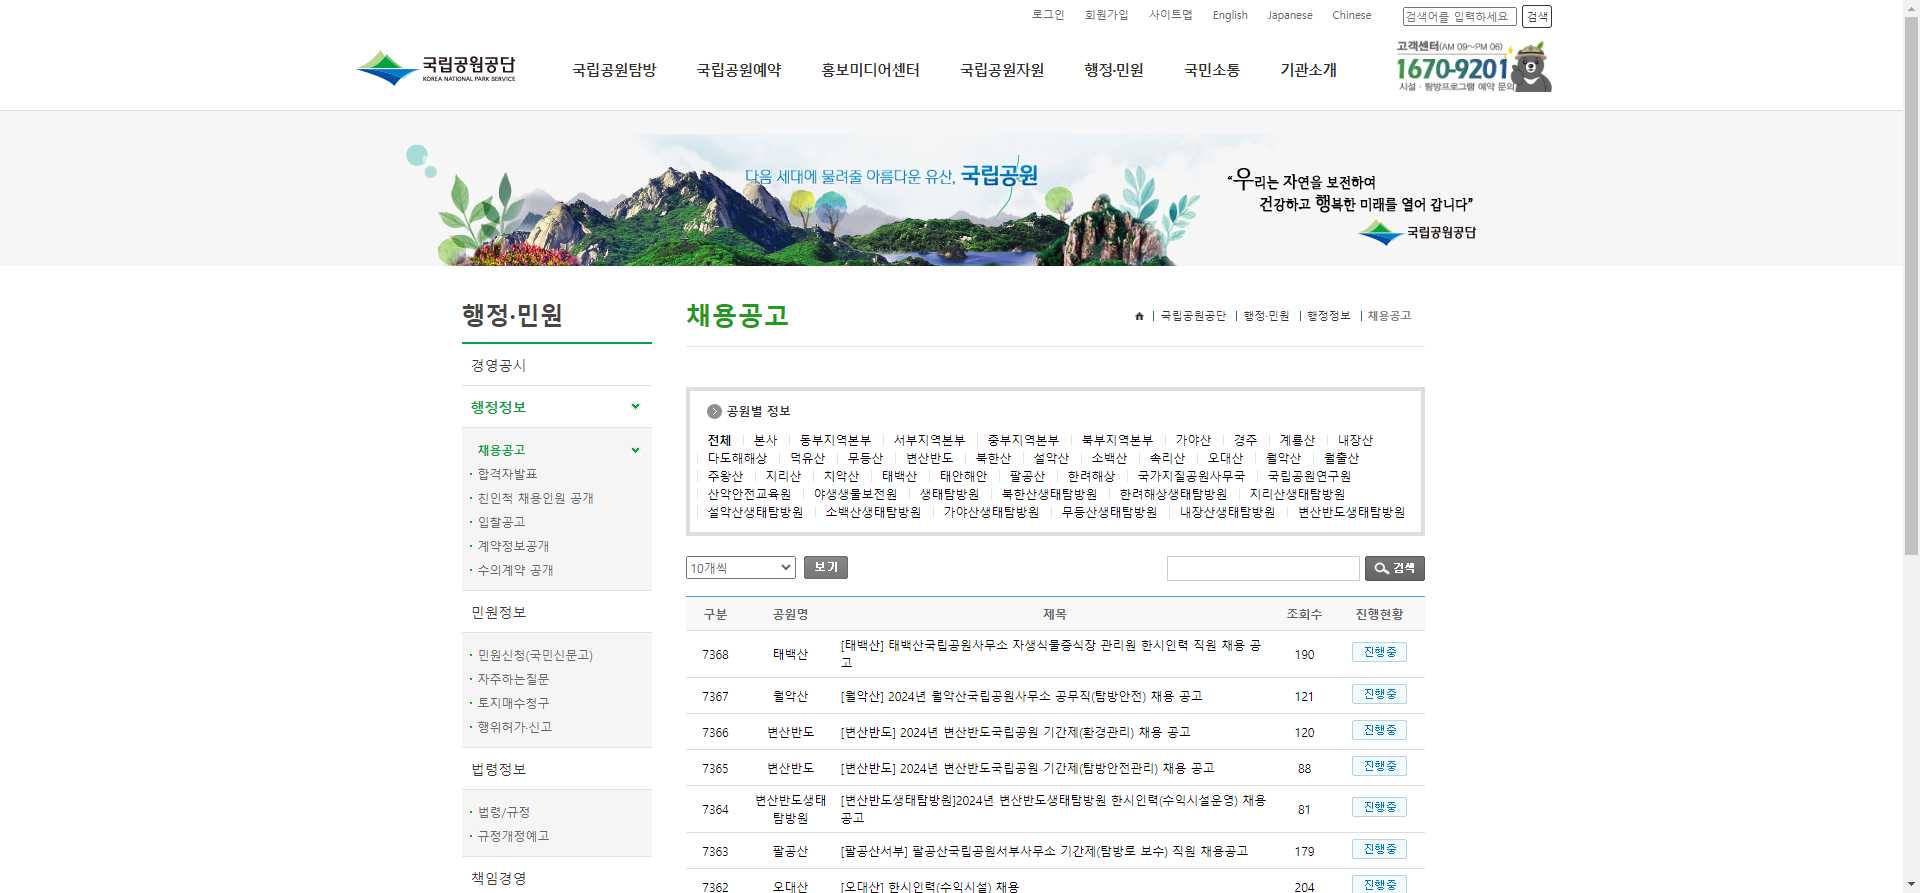 로그인 회원가입 사이트맵 English Japanese Chinese 검색어를 입력하세요 검색
국립공원공단
KOREA NATIONAL PARK SERVICE
국립공원탐방 국립공원예약 홍보미디어센터 국립공원자원 행정·민원 국민소통 기관소개
고객센터(AM 09~PM 06)
1670-9201
시설 · 탐방프로그램 예약 문의
다음 세대에 물려줄 아름다운 유산, 국립공원
“우리는 자연을 보전하여
건강하고 행복한 미래를 열어 갑니다”
국립공원공단
행정·민원
경영공시
행정정보
채용공고
합격자발표
친인척 채용인원 공개
입찰공고
계약정보공개
수의계약 공개
민원정보
민원신청(국민신문고)
자주하는질문
토지매수청구
행위허가·신고
법령정보
법령/규정
규정개정예고
책임경영
채용공고
국립공원공단 | 행정·민원 | 행정정보 | 채용공고
공원별 정보
전체 본사 동부지역본부 서부지역본부 중부지역본부 북부지역본부 가야산 경주 계룡산 내장산
다도해해상 덕유산 무등산 변산반도 북한산 설악산 소백산 속리산 오대산 월악산 월출산
주왕산 지리산 치악산 태백산 태안해안 팔공산 한려해상 국가지질공원사무국 국립공원연구원
산악안전교육원 야생생물보전원 생태탐방원 북한산생태탐방원 한려해상생태탐방원 지리산생태탐방원
설악산생태탐방원 소백산생태탐방원 가야산생태탐방원 무등산생태탐방원 내장산생태탐방원 변산반도생태탐방원
10개씩 보기 검색
구분 공원명 제목 조회수 진행현황
7368 태백산 [태백산] 태백산국립공원사무소 자생식물증식장 관리원 한시인력 직원 채용 공
고 190 진행중
7367 월악산 [월악산] 2024년 월악산국립공원사무소 공무직(탐방안전) 채용 공고 121 진행중
7366 변산반도 [변산반도] 2024년 변산반도국립공원 기간제(환경관리) 채용 공고 120 진행중
7365 변산반도 [변산반도] 2024년 변산반도국립공원 기간제(탐방안전관리) 채용 공고 88 진행중
7364 변산반도생태
탐방원 [변산반도생태탐방원]2024년 변산반도생태탐방원 한시인력(수익시설운영) 채용
공고 81 진행중
7363 팔공산 [팔공산서부] 팔공산국립공원서부사무소 기간제(탐방로 보수) 직원 채용공고 179 진행중
7362 오대산 [오대산] 한시인력(수익시설) 채용 204 진행중